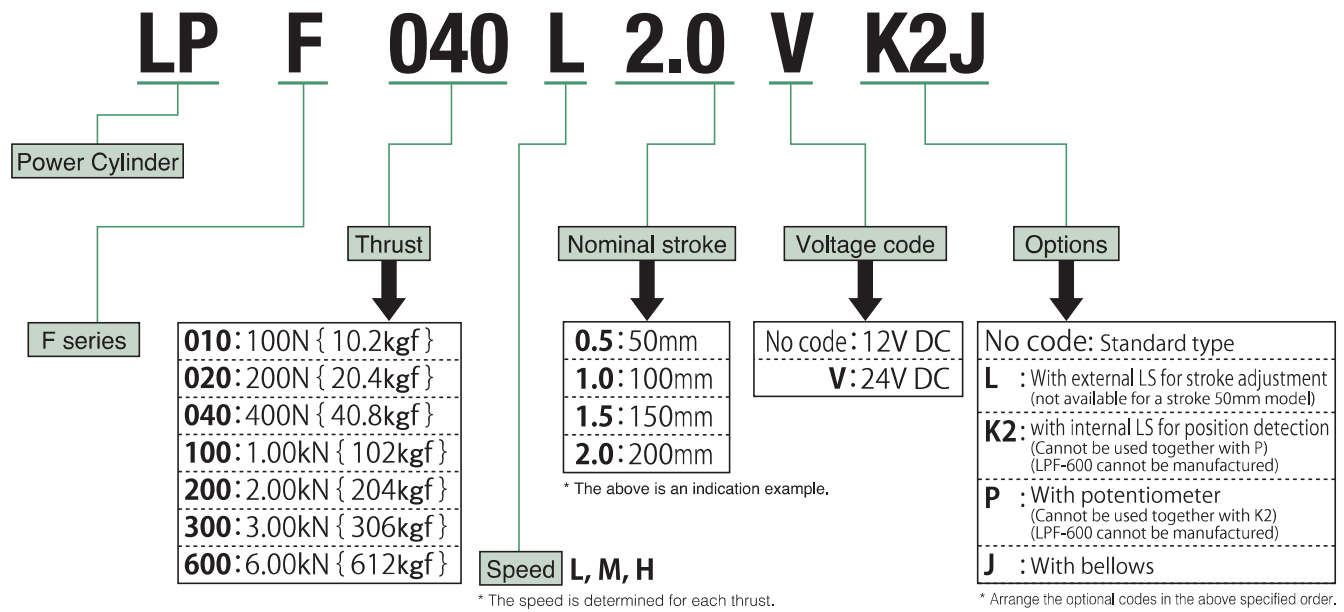 LP F 040 L 2.0 V K2J
Power Cylinder
F series
Thrust
010:100N { 10.2kgf }
020:200N { 20.4kgf }
040:400N { 40.8kgf }
100:1.00kN { 102kgf }
200:2.00kN { 204kgf }
300:3.00kN { 306kgf }
600:6.00kN { 612kgf }
Speed L, M, H
* The speed is determined for each thrust.
Nominal stroke
0.5:50mm
1.0:100mm
1.5:150mm
2.0:200mm
* The above is an indication example.
Voltage code
No code:12V DC
V:24V DC
Options
No code: Standard type
L : With external LS for stroke adjustment
(not available for a stroke 50mm model)
K2: with internal LS for position detection
(Cannot be used together with P)
(LPF-600 cannot be manufactured)
P : With potentiometer
(Cannot be used together with K2)
(LPF-600 cannot be manufactured)
J : With bellows
* Arrange the optional codes in the above specified order.